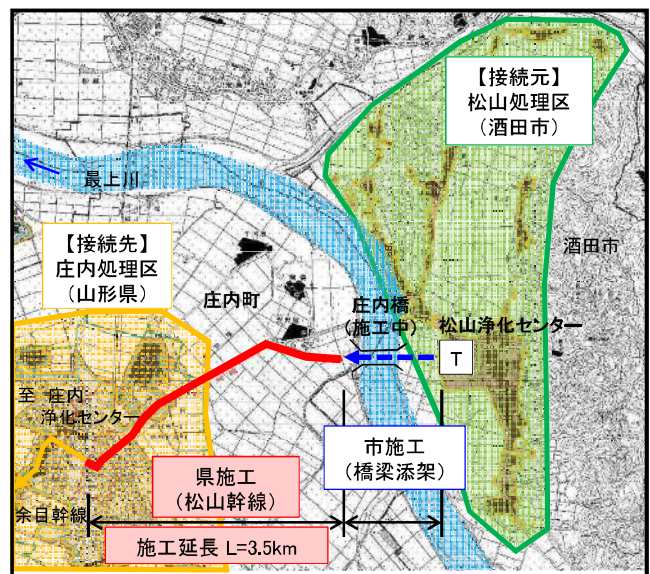 【接続元】
松山処理区
(酒田市)
最上川
【接続先】
庄内処理区
(山形県)
庄内町
酒田市
庄内橋
(施工中)
松山浄化センター
T
至 庄内
浄化センター
市施工
(橋梁添架)
県施工
(松山幹線)
余目幹線
施工延長 L=3.5km